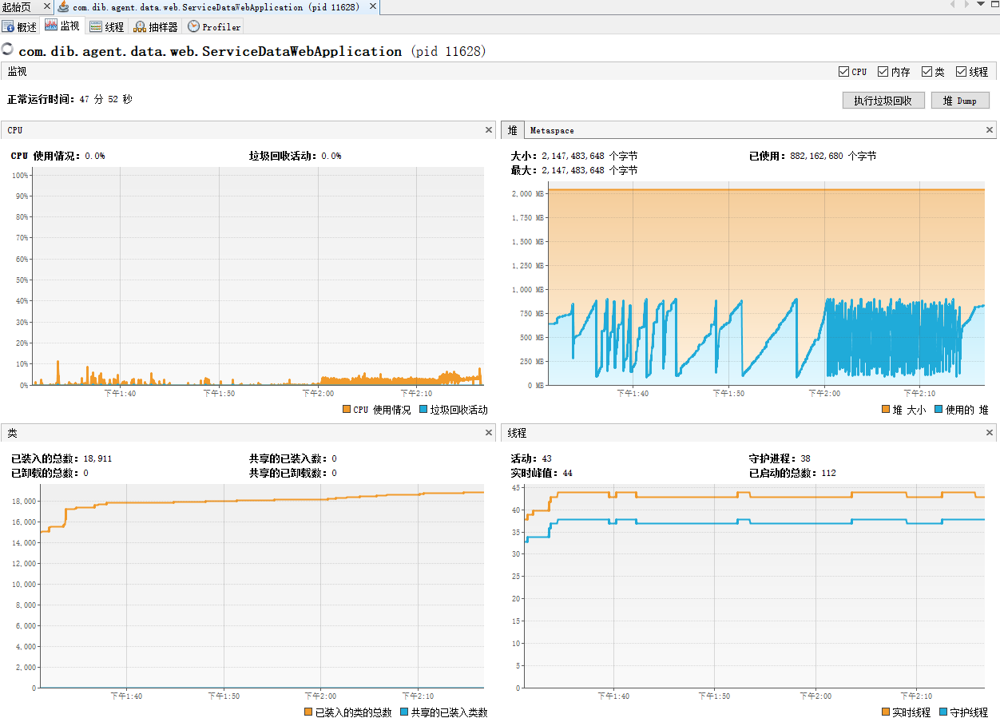 起始页
com.dib.agent.data.web.ServiceDataWebApplication (pid 11628)
概述 监视 线程 抽样器 Profiler
com.dib.agent.data.web.ServiceDataWebApplication (pid 11628)
监视
CPU 内存 类 线程
正常运行时间: 47 分 52 秒
执行垃圾回收 堆 Dump
CPU
CPU 使用情况: 0.0% 垃圾回收活动: 0.0%
100%
90%
80%
70%
60%
50%
40%
30%
20%
10%
0%
下午1:40 下午1:50 下午2:00 下午2:10
CPU 使用情况 垃圾回收活动
堆 Metaspace
大小: 2,147,483,648 个字节 已使用: 882,162,680 个字节
最大: 2,147,483,648 个字节
2,000 MB
1,750 MB
1,500 MB
1,250 MB
1,000 MB
750 MB
500 MB
250 MB
0 MB
下午1:40 下午1:50 下午2:00 下午2:10
堆 大小 使用的 堆
类
已装入的总数: 18,911 共享的已装入数: 0
已卸载的总数: 0 共享的已卸载数: 0
18,000
16,000
14,000
12,000
10,000
8,000
6,000
4,000
2,000
0
下午1:40 下午1:50 下午2:00 下午2:10
已装入的类的总数 共享的已装入类数
线程
活动: 43 守护进程: 38
实时峰值: 44 已启动的总数: 112
45
40
35
30
25
20
15
10
5
0
下午1:40 下午1:50 下午2:00 下午2:10
实时线程 守护线程